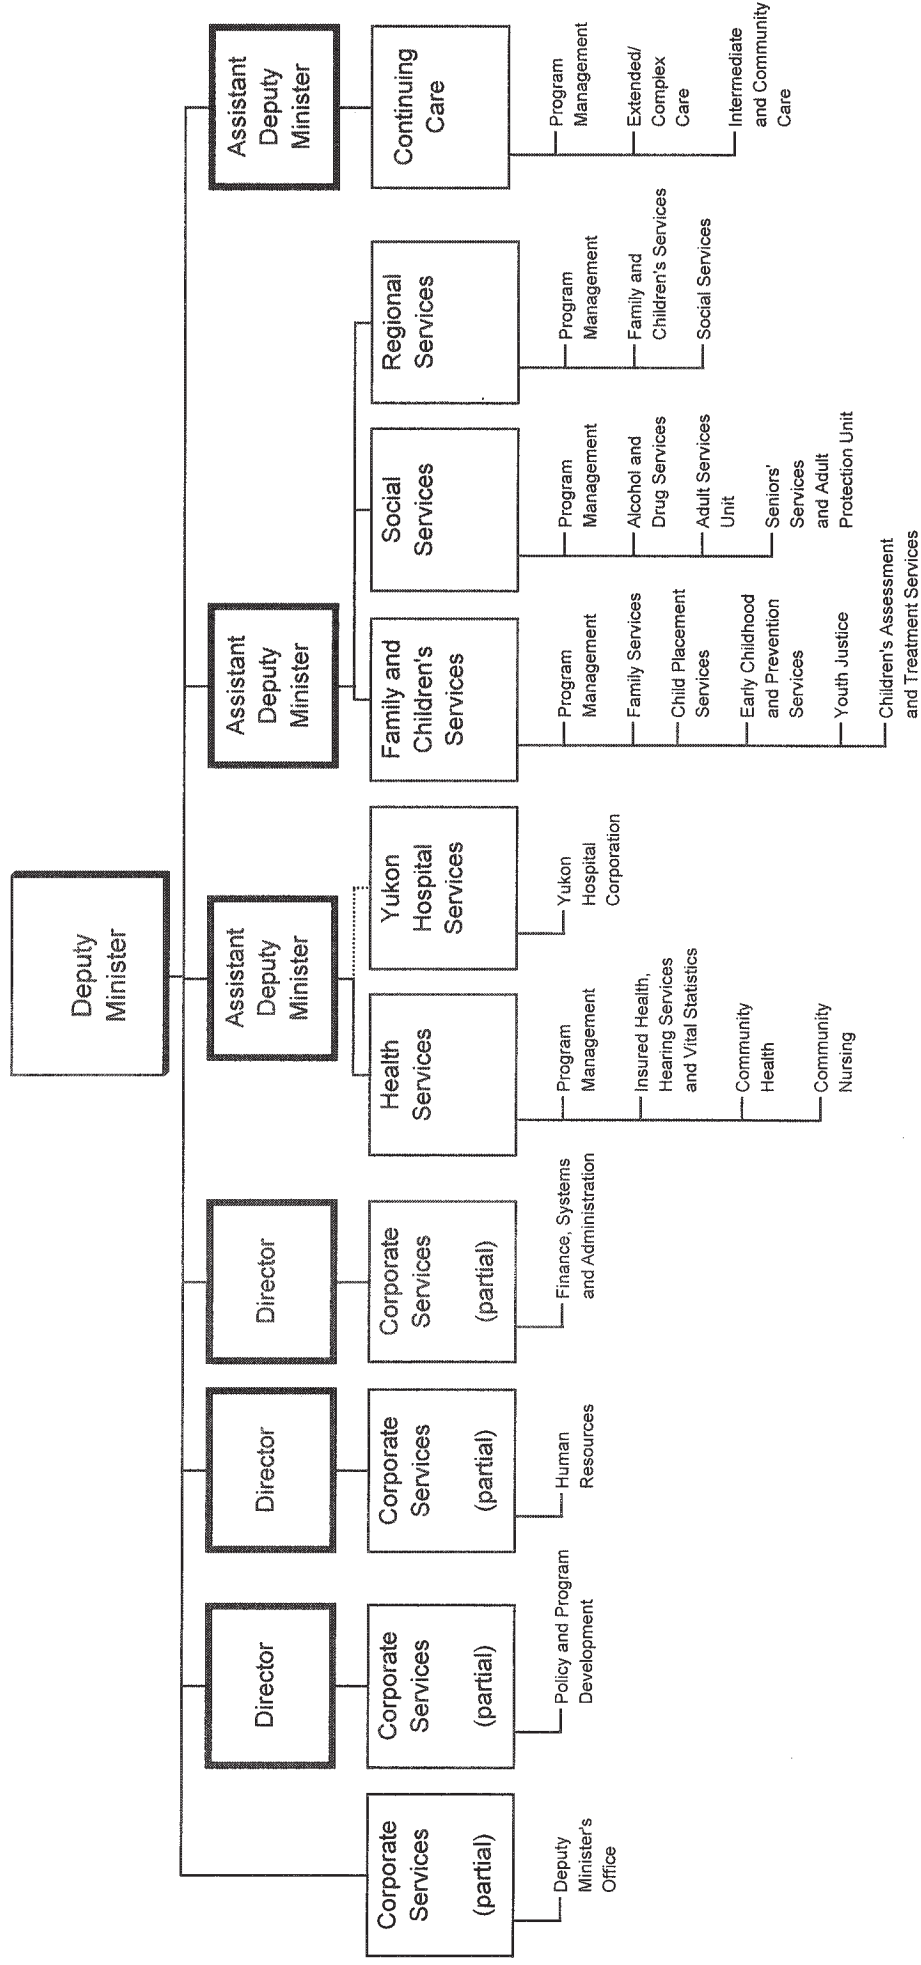 Deputy
Minister
Director
Director
Director
Assistant
Deputy
Minister
Assistant
Deputy
Minister
Assistant
Deputy
Minister
Corporate
Services
(partial)
Deputy
Minister's
Office
Corporate
Services
(partial)
Policy and Program
Development
Corporate
Services
(partial)
Human
Resources
Corporate
Services
(partial)
Finance, Systems
and Administration
Health
Services
Program
Management
Insured Health,
Hearing Services
and Vital Statistics
Community
Health
Community
Nursing
Yukon
Hospital
Services
Yukon
Hospital
Corporation
Family and
Children's
Services
Program
Management
Family Services
Child Placement
Services
Early Childhood
and Prevention
Services
Youth Justice
Children's Assessment
and Treatment Services
Social
Services
Program
Management
Alcohol and
Drug Services
Adult Services
Unit
Seniors'
Services
and Adult
Protection Unit
Regional
Services
Program
Management
Family and
Children's Services
Social Services
Continuing
Care
Program
Management
Extended/
Complex
Care
Intermediate
and Community
Care